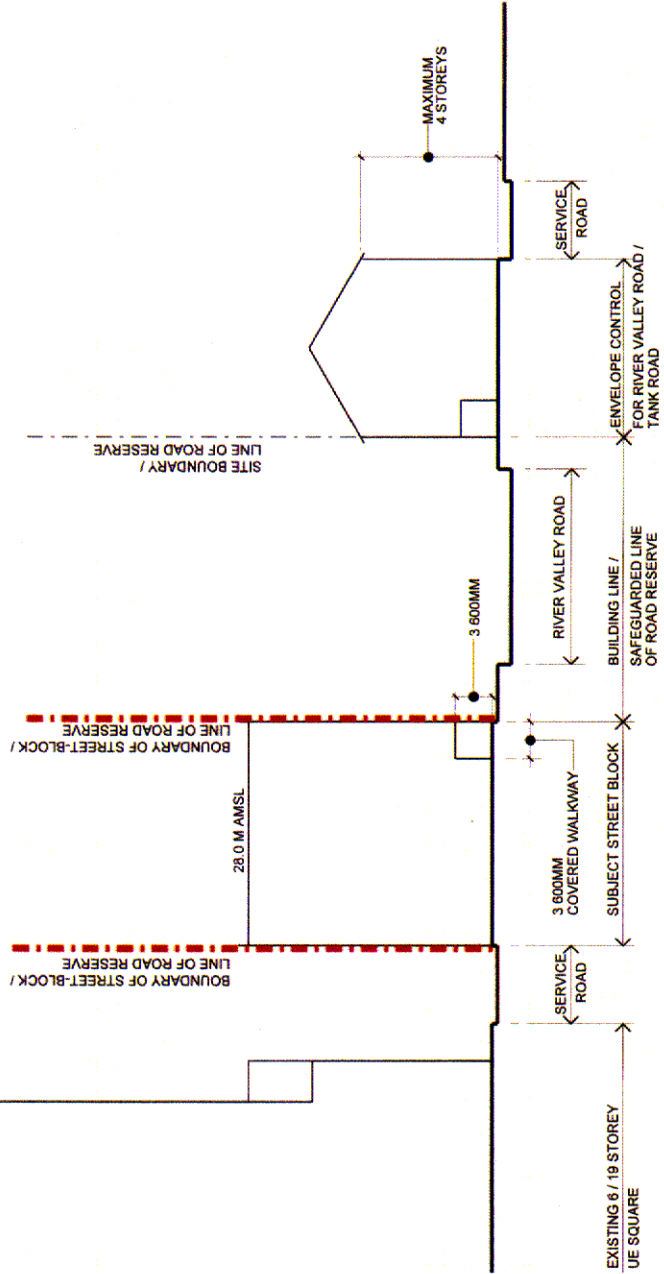 MAXIMUM
4 STOREYS
SITE BOUNDARY /
LINE OF ROAD RESERVE
BOUNDARY OF STREET-BLOCK /
LINE OF ROAD RESERVE
BOUNDARY OF STREET-BLOCK /
LINE OF ROAD RESERVE
28.0 M AMSL
3 600MM
3 600MM
COVERED WALKWAY
SERVICE
ROAD
RIVER VALLEY ROAD
SERVICE
ROAD
EXISTING 6 / 19 STOREY
UE SQUARE
SUBJECT STREET BLOCK
BUILDING LINE /
SAFEGUARDED LINE
OF ROAD RESERVE
ENVELOPE CONTROL
FOR RIVER VALLEY ROAD /
TANK ROAD